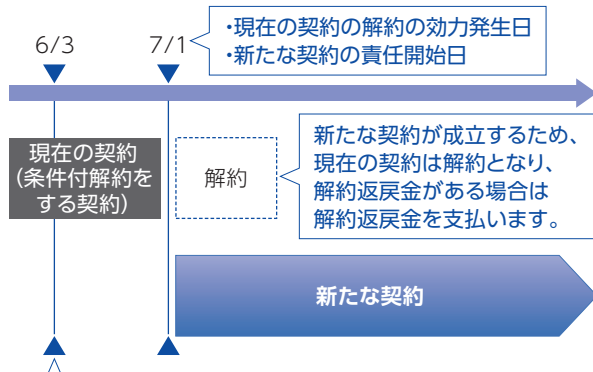 6/3
7/1
・現在の契約の解約の効力発生日
・新たな契約の責任開始日
現在の契約
(条件付解約を
する契約)
解約
新たな契約が成立するため、
現在の契約は解約となり、
解約返戻金がある場合は
解約返戻金を支払います。
新たな契約